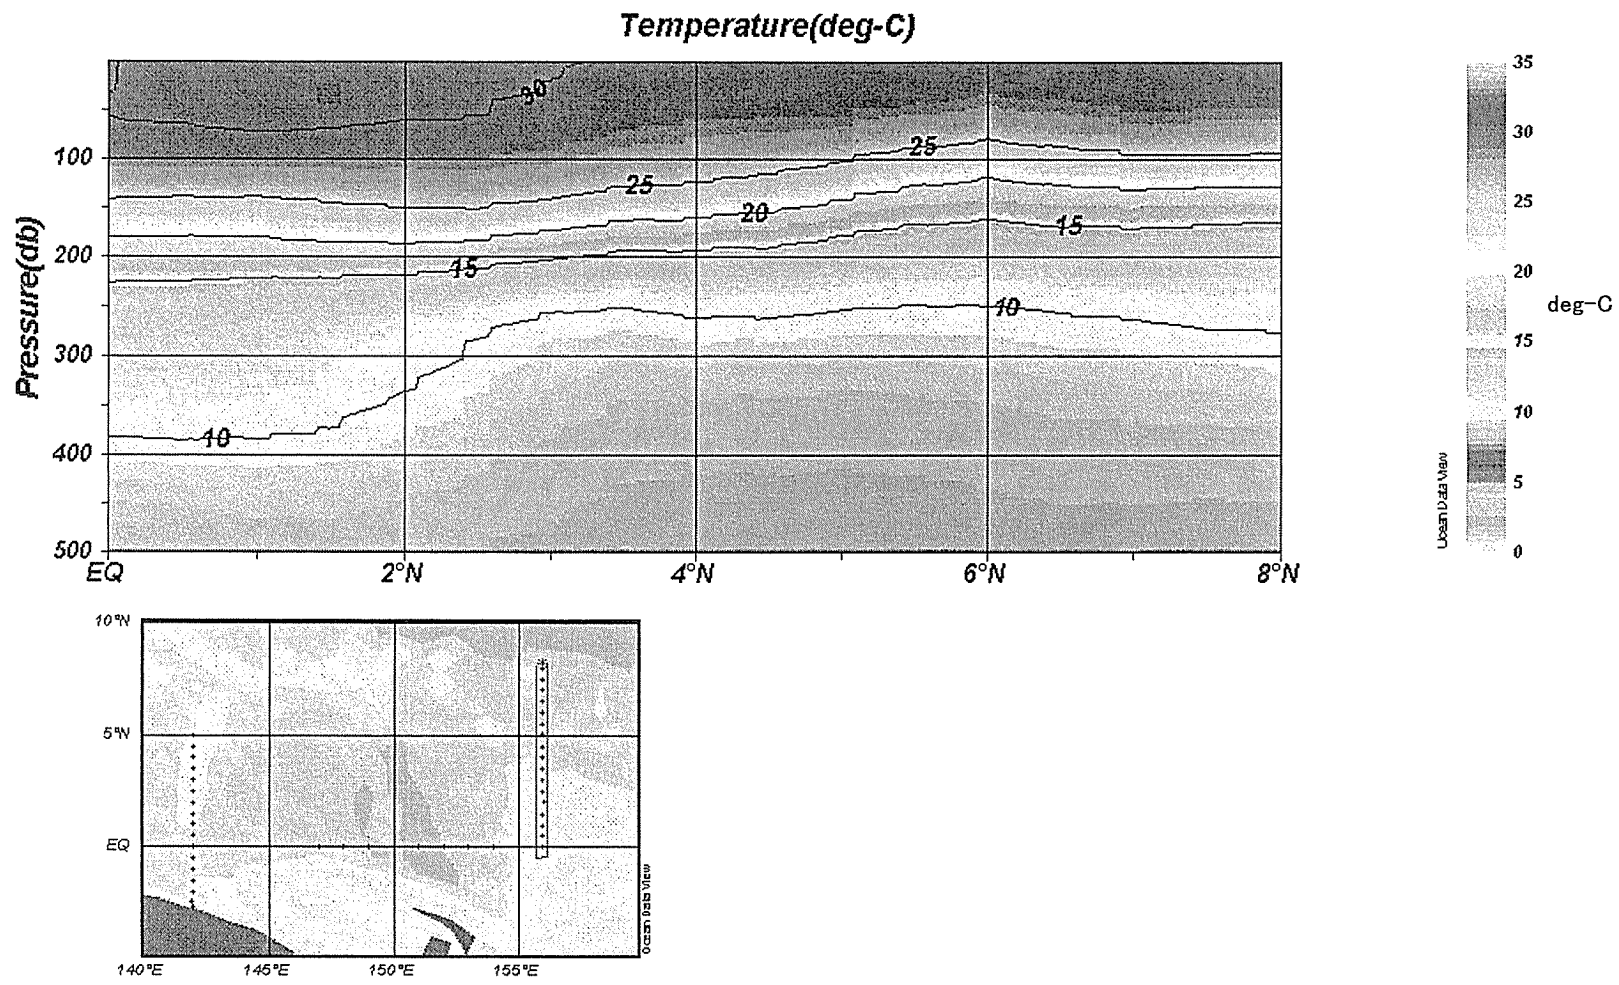 Temperature(deg-C)
30
25
25
20
15
15
10
10
Pressure(db)
100
200
300
400
500
EQ 2°N 4°N 6°N 8°N
35
30
25
20
15
10
5
0
deg-C
Ocean Data View
10°N
5°N
EQ
140°E 145°E 150°E 155°E
Ocean Data View